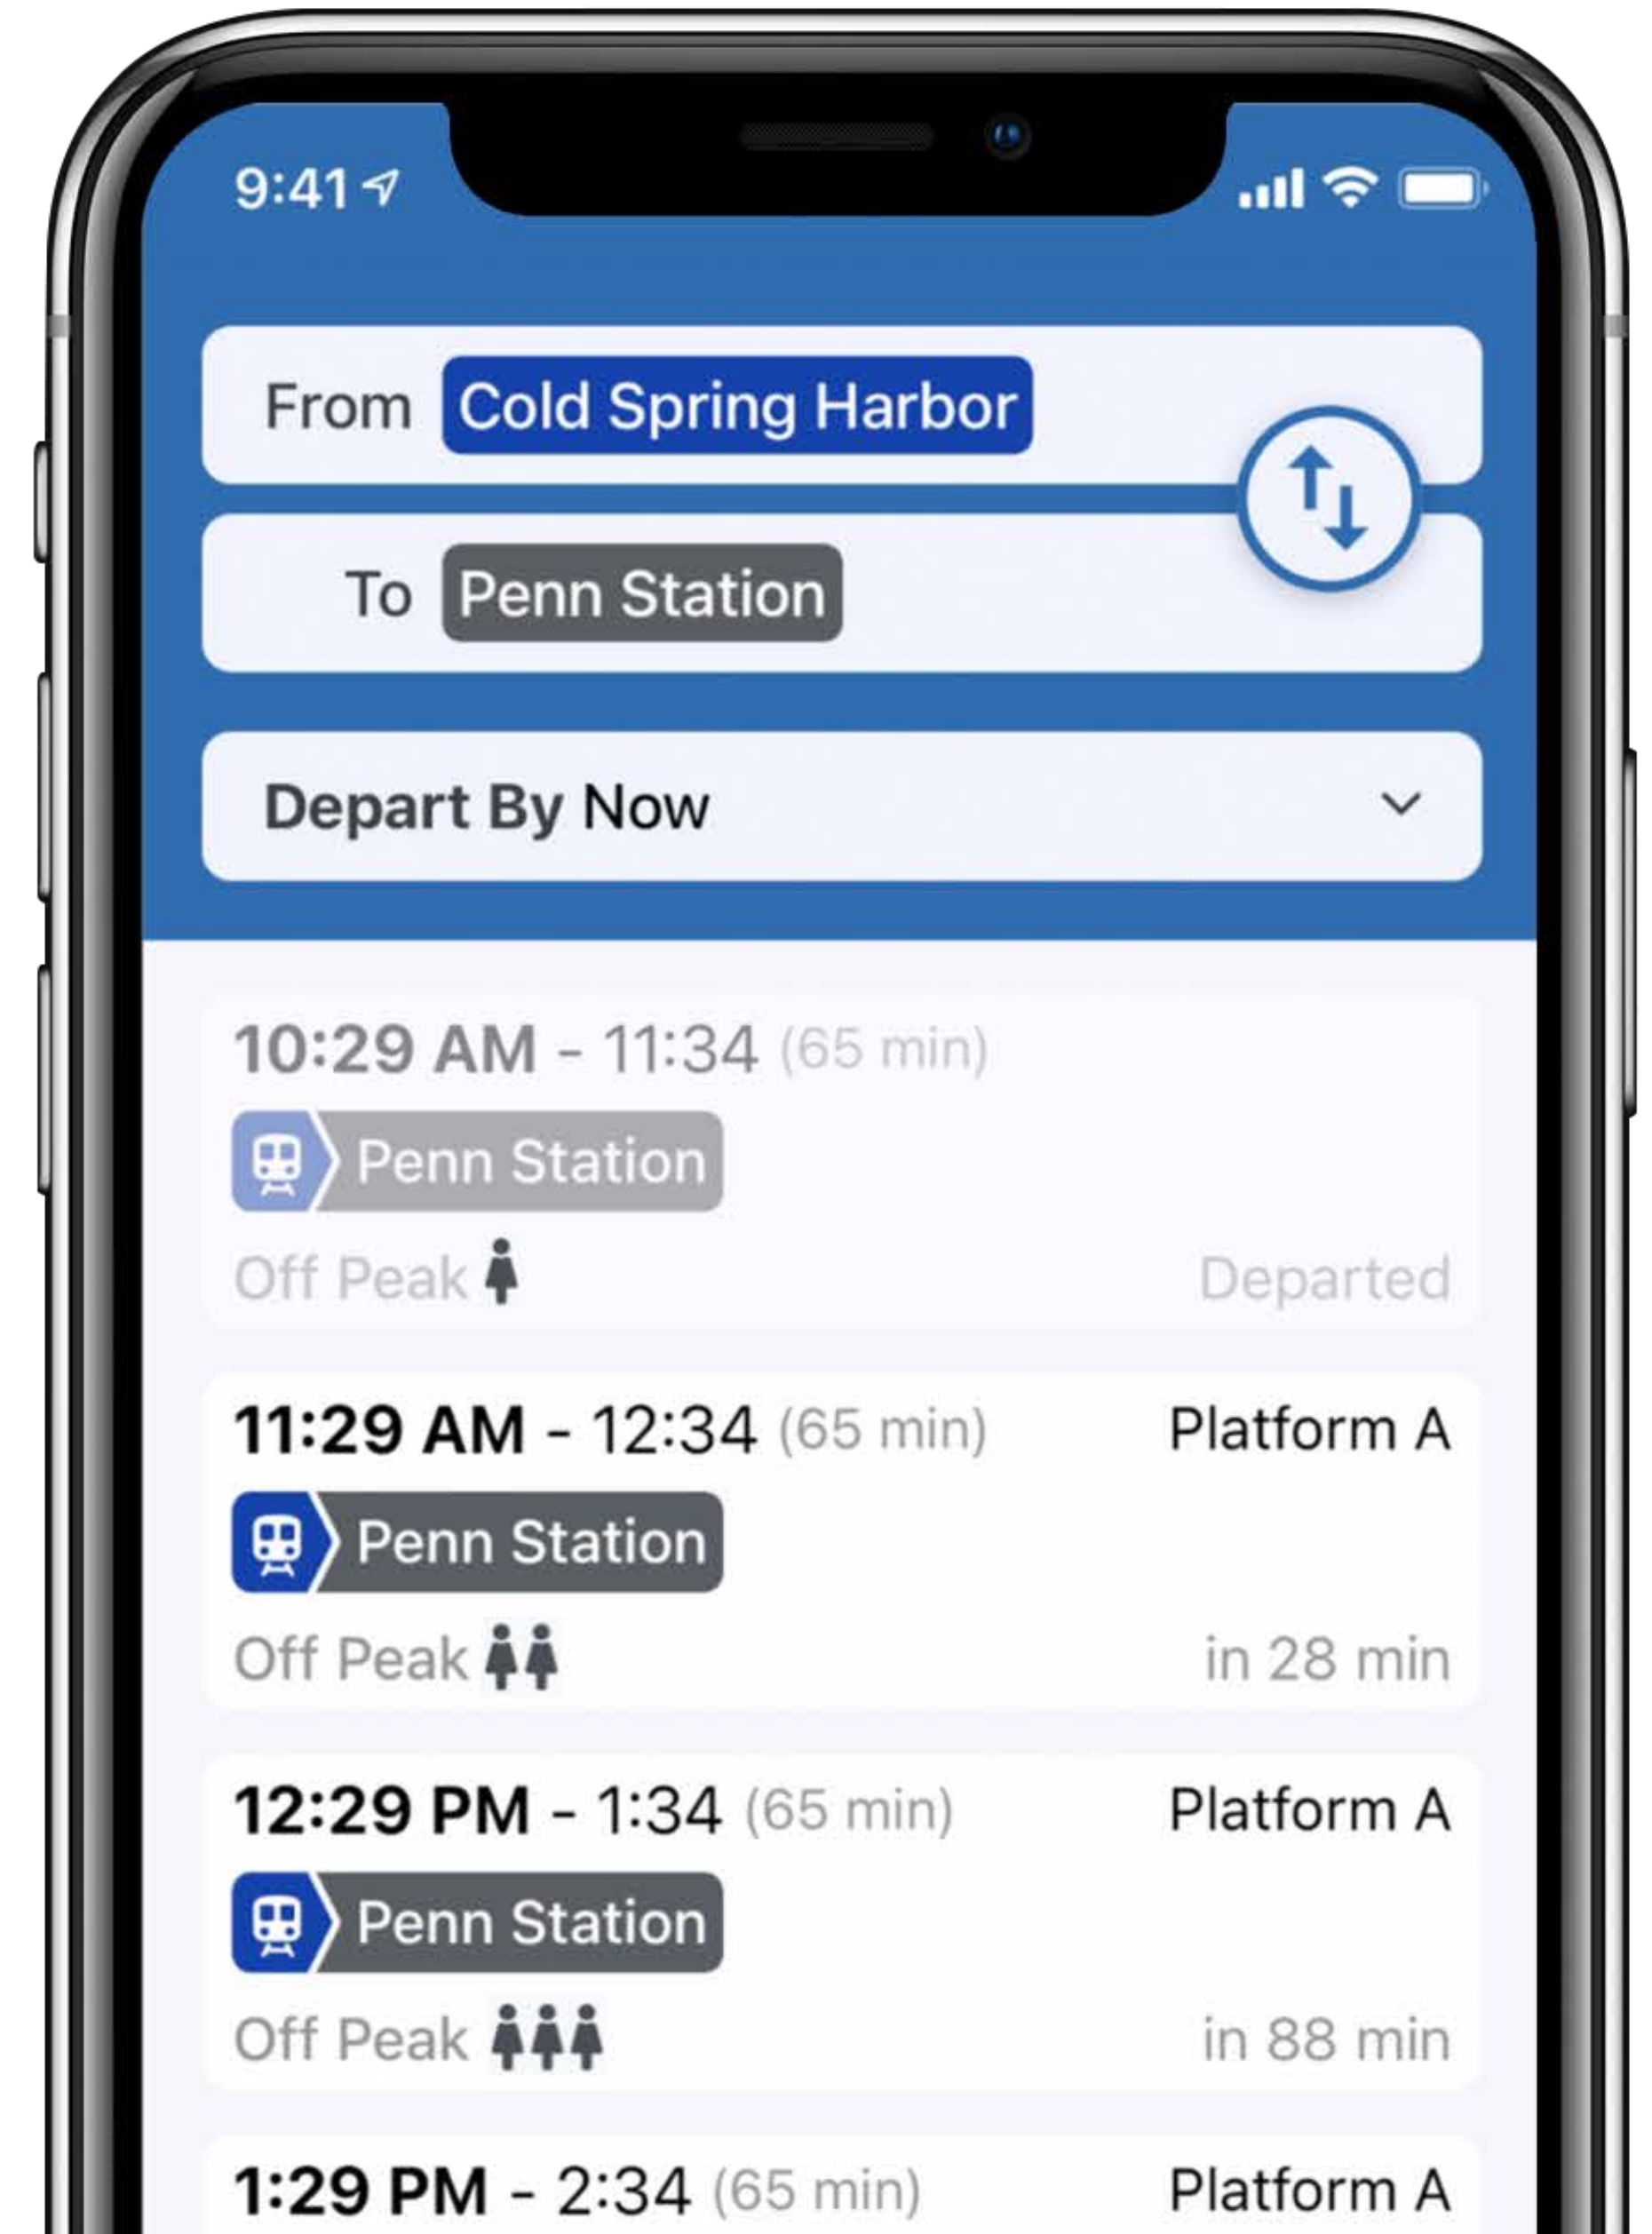 9:41
From Cold Spring Harbor
To Penn Station
Depart By Now
10:29 AM - 11:34 (65 min)
Penn Station
Off Peak
Departed
11:29 AM - 12:34 (65 min)
Platform A
Penn Station
Off Peak
in 28 min
12:29 PM - 1:34 (65 min)
Platform A
Penn Station
Off Peak
in 88 min
1:29 PM - 2:34 (65 min)
Platform A